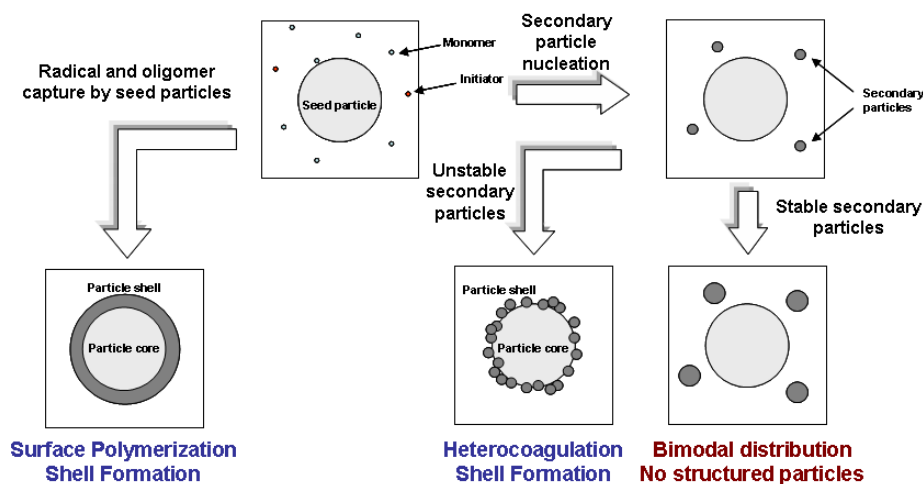 Monomer
Initiator
Seed particle
Radical and oligomer
capture by seed particles
Secondary
particle
nucleation
Secondary
particles
Unstable
secondary
particles
Stable secondary
particles
Particle shell
Particle core
Particle shell
Particle core
Surface Polymerization
Shell Formation
Heterocoagulation
Shell Formation
Bimodal distribution
No structured particles